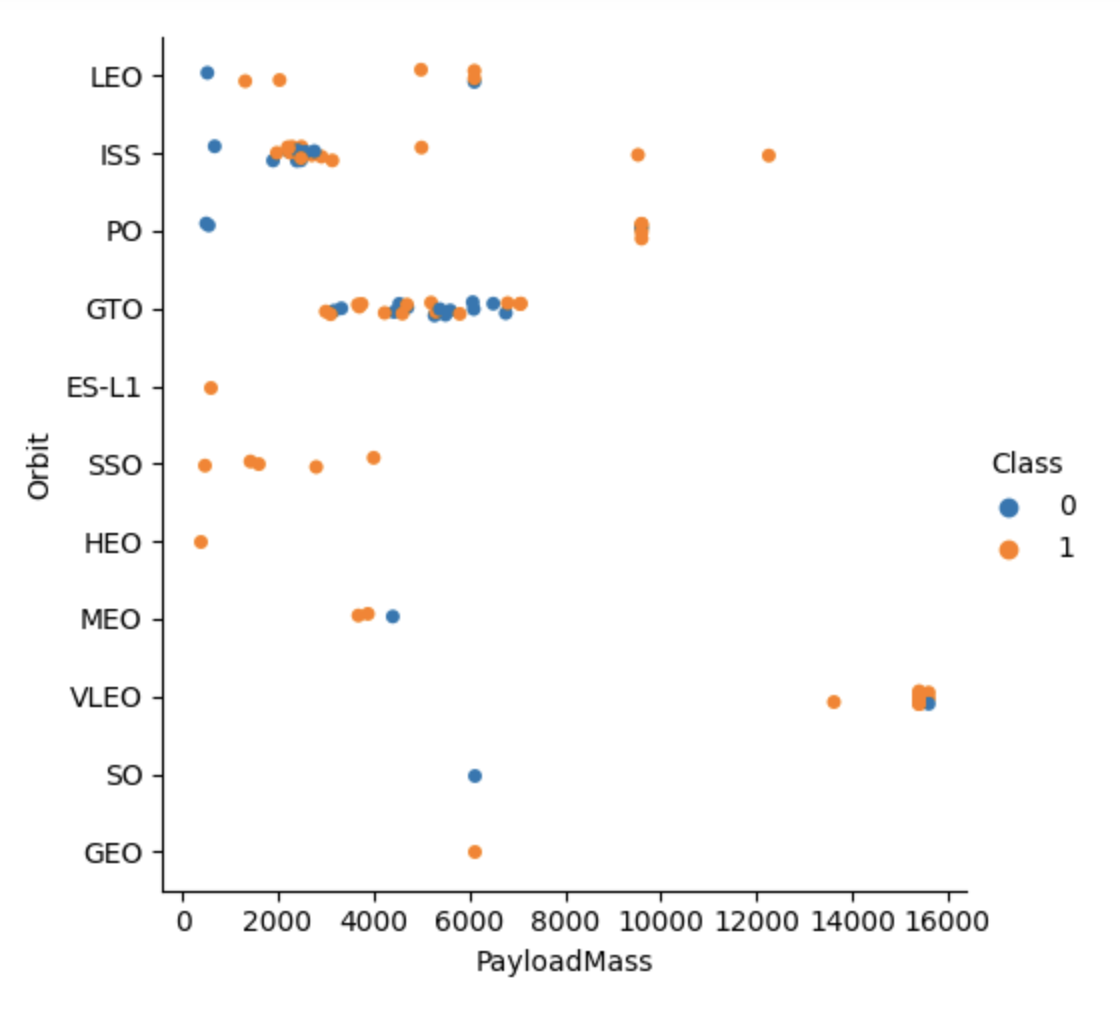 LEO
ISS
PO
GTO
ES-L1
SSO
HEO
MEO
VLEO
SO
GEO
Orbit
0 2000 4000 6000 8000 10000 12000 14000 16000
PayloadMass
Class
0
1